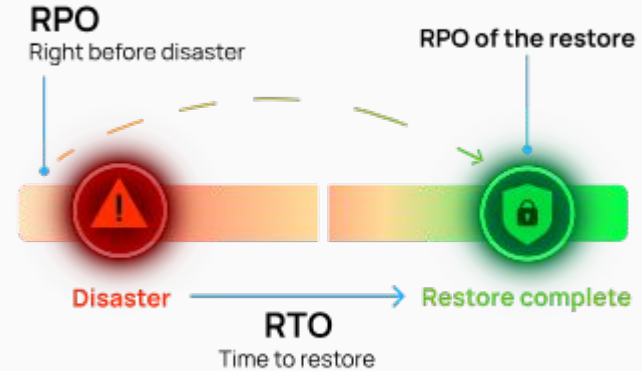 RPO
Right before disaster
RPO of the restore
!
Disaster
Restore complete
RTO
Time to restore